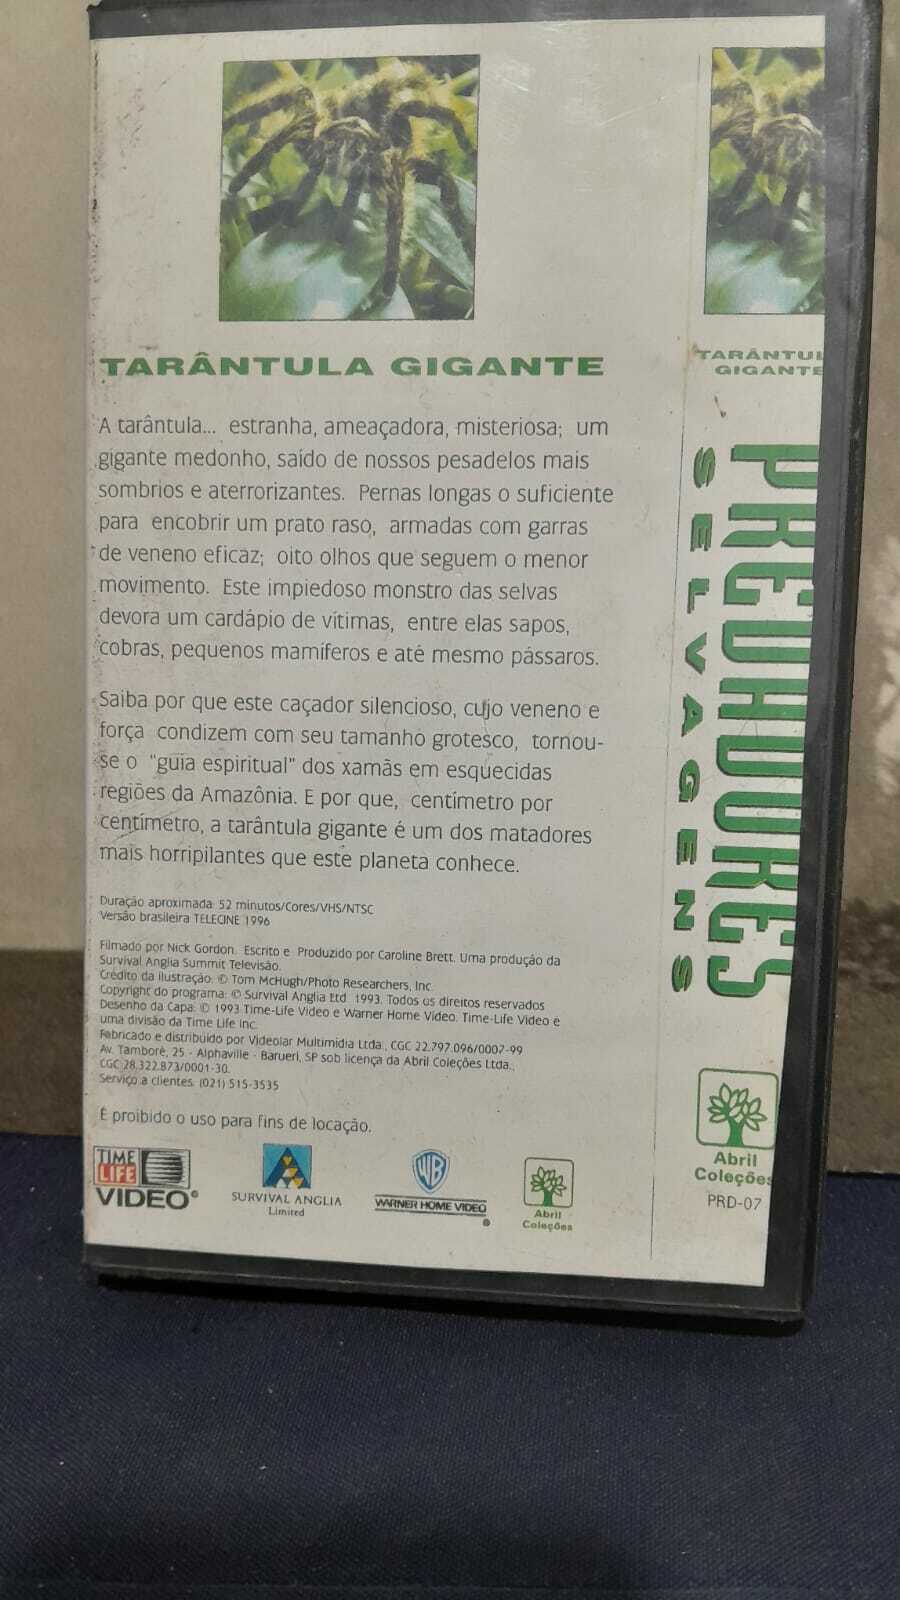 TARÂNTULA GIGANTE
A tarântula... estranha, ameaçadora, misteriosa; um
gigante medonho, saído de nossos pesadelos mais
sombrios e aterrorizantes. Pernas longas o suficiente
para encobrir um prato raso, armadas com garras
de veneno eficaz; oito olhos que seguem o menor
movimento. Este impiedoso monstro das selvas
devora um cardápio de vítimas, entre elas sapos,
cobras, pequenos mamíferos e até mesmo pássaros.
Saiba por que este caçador silencioso, cujo veneno e
força condizem com seu tamanho grotesco, tornou-
se o "guia espiritual" dos xamãs em esquecidas
regiões da Amazônia. E por que, centímetro por
centímetro, a tarântula gigante é um dos matadores
mais horripilantes que este planeta conhece.
Duração aproximada: 52 minutos/Cores/VHS/NTSC
Versão brasileira TELECINE 1996
Filmado por Nick Gordon. Escrito e Produzido por Caroline Brett. Uma produção da
Survival Anglia Summit Televisão.
Crédito da ilustração: © Tom McHugh/Photo Researchers, Inc.
Copyright do programa: © Survival Anglia Ltd 1993. Todos os direitos reservados
Desenho da Capa: © 1993 Time-Life Video e Warner Home Video. Time-Life Video é
uma divisão da Time Life Inc.
Fabricado e distribuído por Videolar Multimídia Ltda., CGC 22.797.096/0007-99
Av. Tamboré, 25 - Alphaville - Barueri, SP sob licença da Abril Coleções Ltda.,
CGC 28.322.873/0001-30.
Serviço a clientes: (021) 515-3535
É proibido o uso para fins de locação.
TIME
LIFE
VIDEO®
SURVIVAL ANGLIA
Limited
WB
WARNER HOME VIDEO
®
Abril
Coleções
TARÂNTUL
GIGANTE
PREDADORES
SELVAGENS
Abril
Coleções
PRD-07